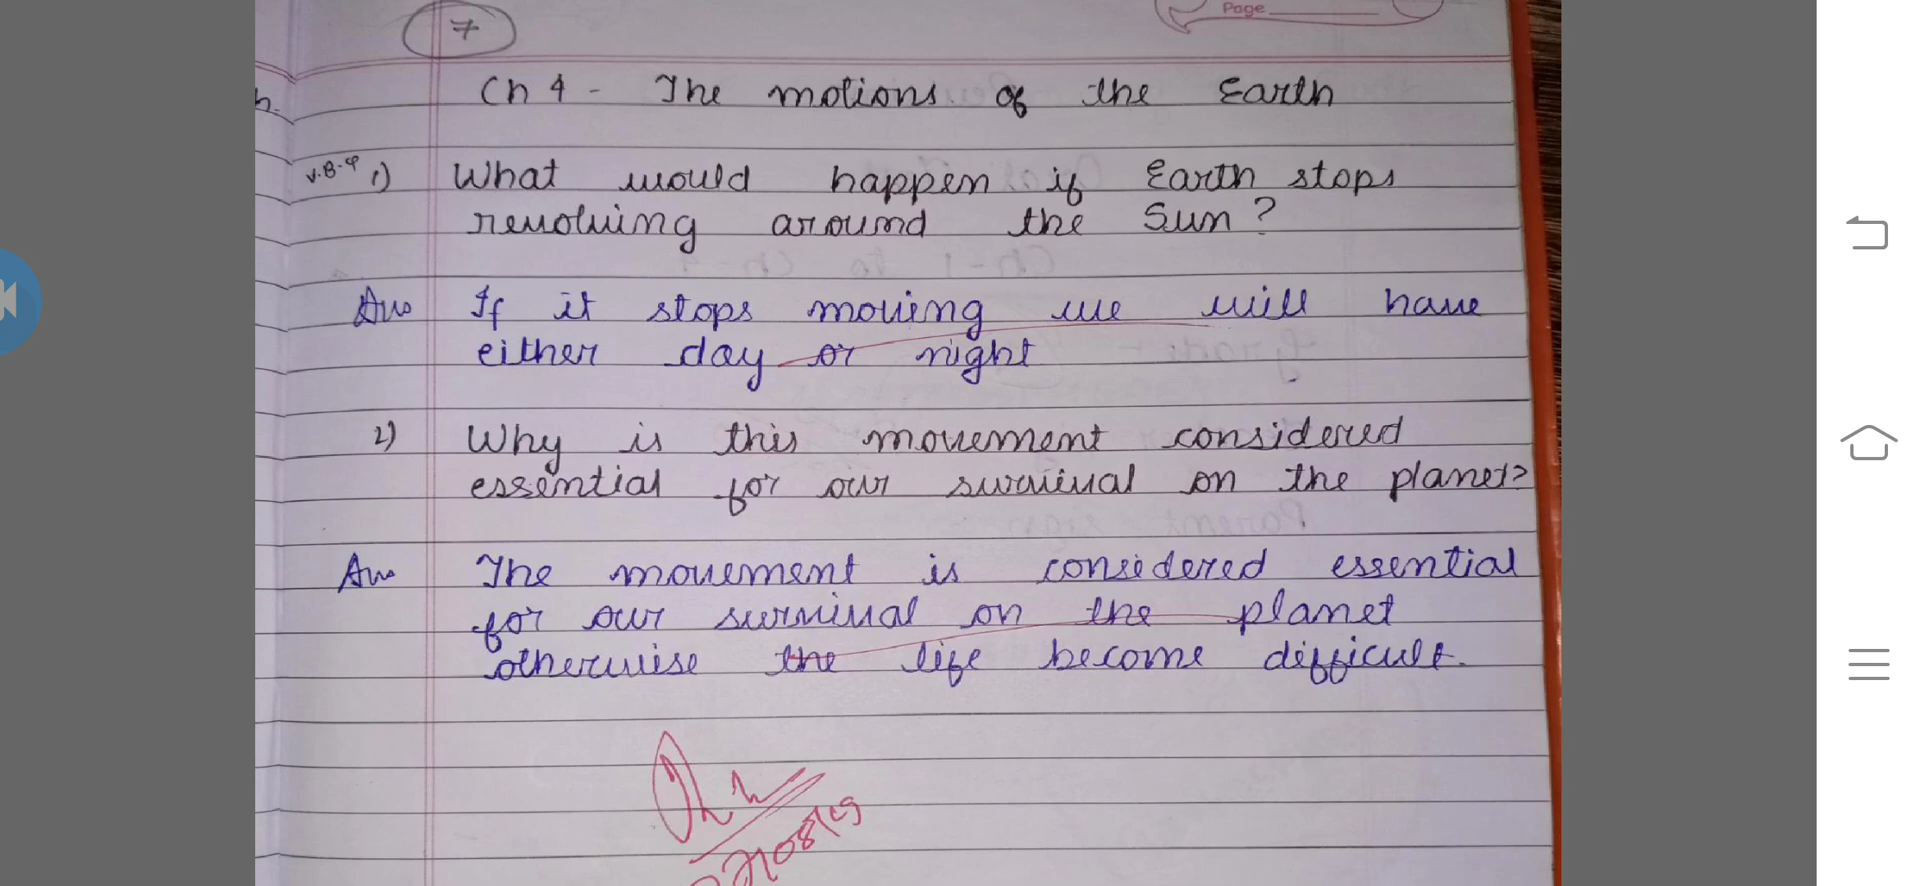 Page
7
Ch 4 - The motions of the Earth
V.B.Q 1) What would happen if Earth stops
revolving around the Sun?
Ans If it stops moving we will have
either day or night
2) Why is this movement considered
essential for our survival on the planet?
Ans The movement is considered essential
for our survival on the planet
otherwise the life become difficult.